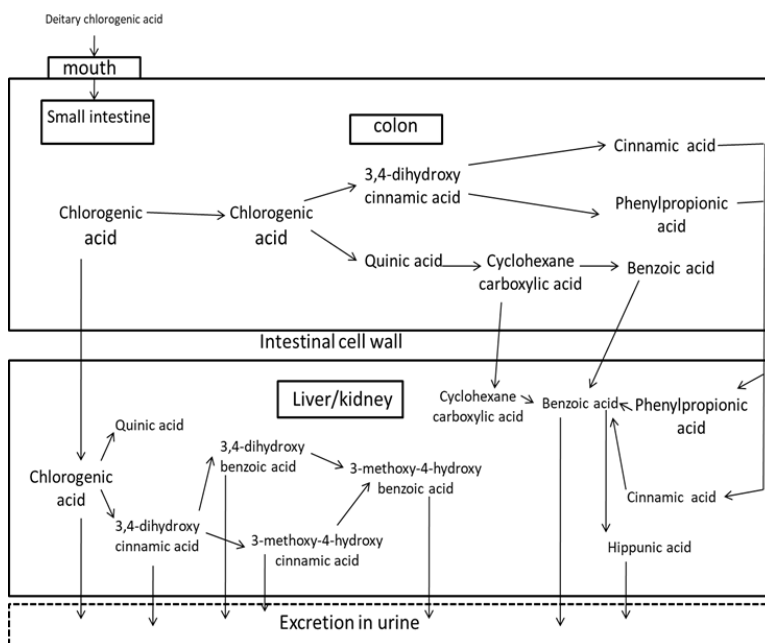 Deitary chlorogenic acid
mouth
Small intestine
colon
Cinnamic acid
3,4-dihydroxy
cinnamic acid
Phenylpropionic
acid
Chlorogenic
acid
Chlorogenic
acid
Quinic acid
Cyclohexane
carboxylic acid
Benzoic acid
Intestinal cell wall
Liver/kidney
Cyclohexane
carboxylic acid
Benzoic acid
Phenylpropionic
acid
Quinic acid
3,4-dihydroxy
benzoic acid
3-methoxy-4-hydroxy
benzoic acid
Chlorogenic
acid
Cinnamic acid
3,4-dihydroxy
cinnamic acid
3-methoxy-4-hydroxy
cinnamic acid
Hippunic acid
Excretion in urine